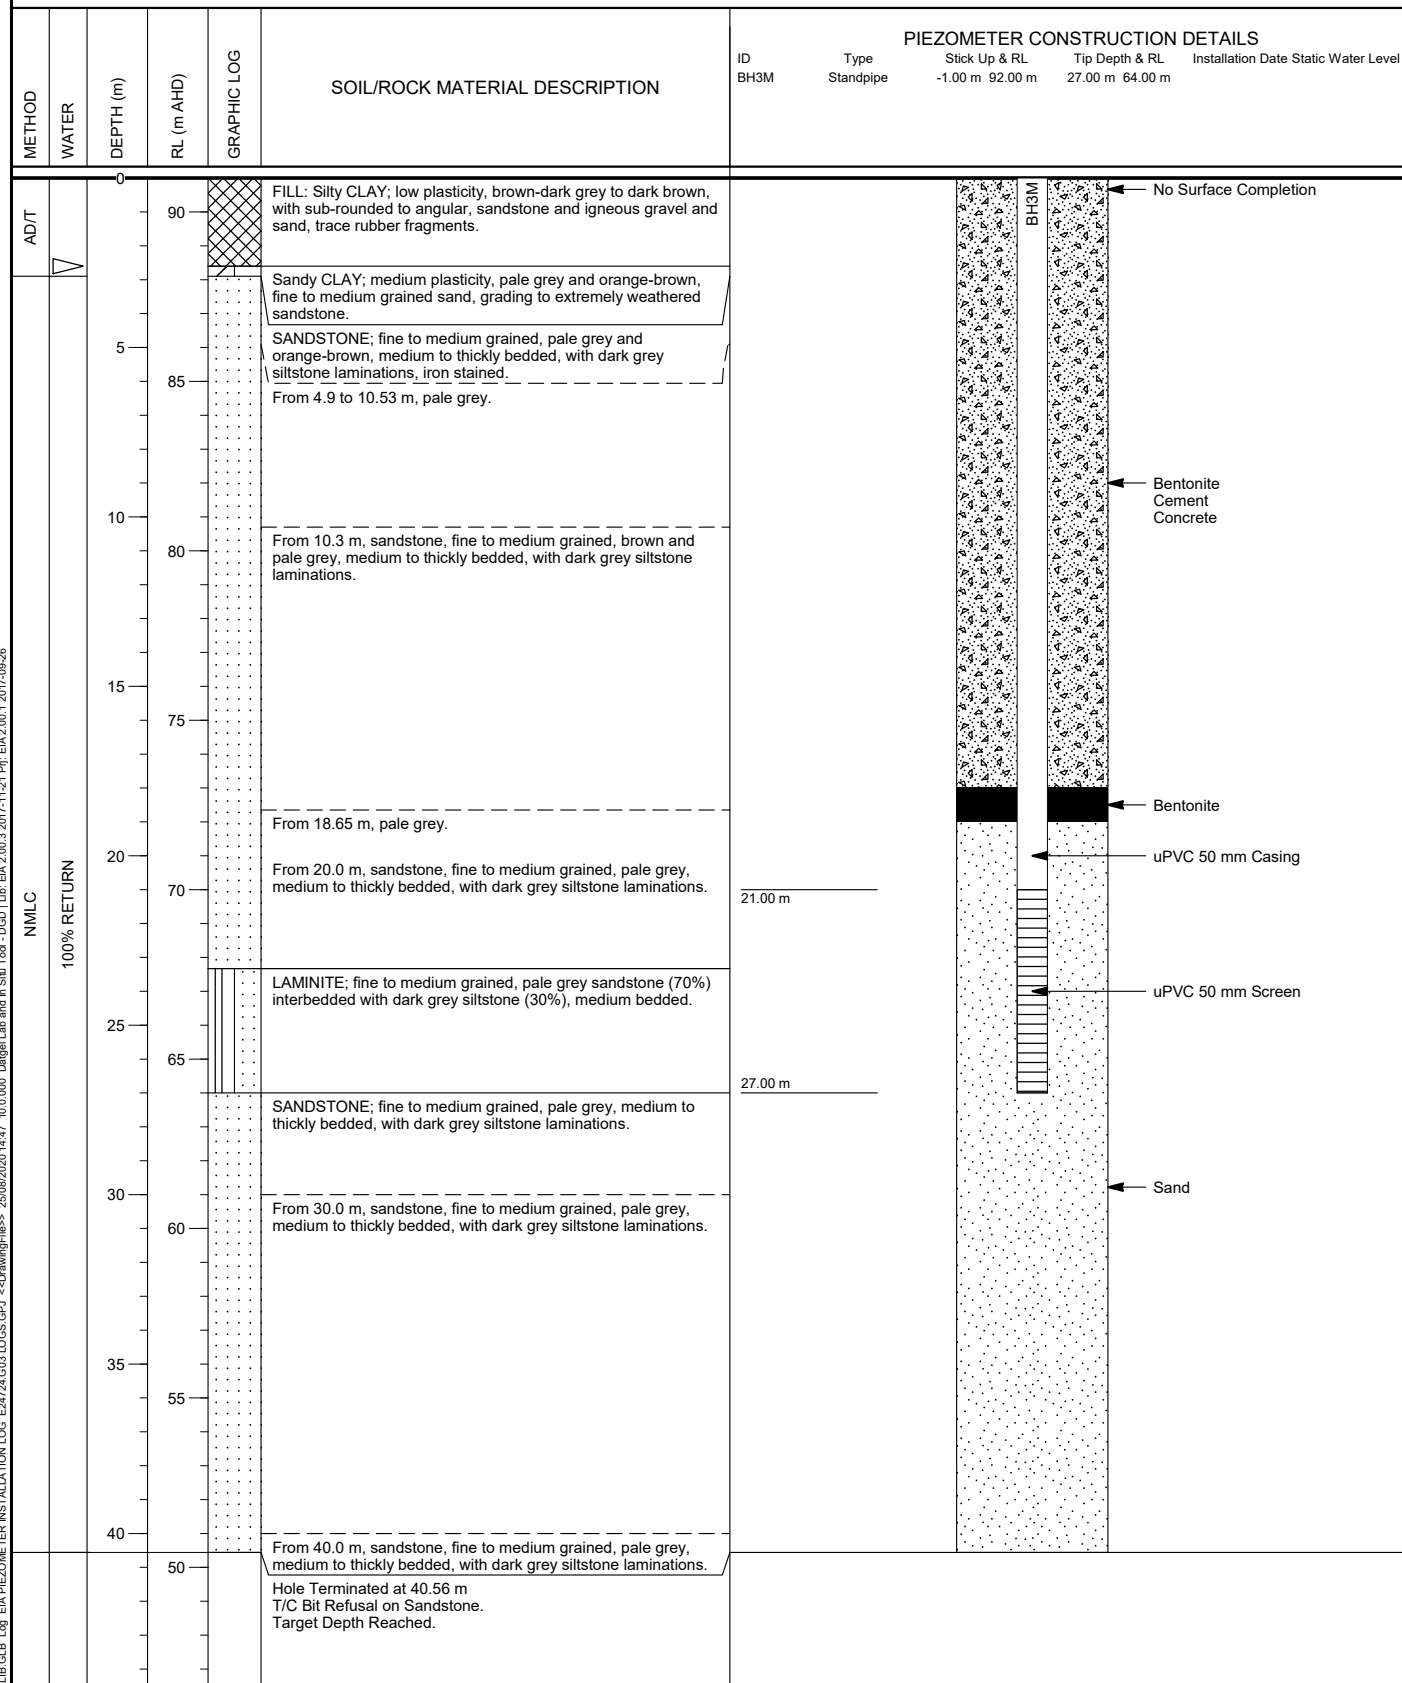 METHOD
WATER
DEPTH (m)
RL (m AHD)
GRAPHIC LOG
SOIL/ROCK MATERIAL DESCRIPTION
PIEZOMETER CONSTRUCTION DETAILS
ID Type Stick Up & RL Tip Depth & RL Installation Date Static Water Level
BH3M Standpipe -1.00 m 92.00 m 27.00 m 64.00 m
0
AD/T
90
FILL: Silty CLAY; low plasticity, brown-dark grey to dark brown,
with sub-rounded to angular, sandstone and igneous gravel and
sand, trace rubber fragments.
BH3M
No Surface Completion
Sandy CLAY; medium plasticity, pale grey and orange-brown,
fine to medium grained sand, grading to extremely weathered
sandstone.
5
SANDSTONE; fine to medium grained, pale grey and
orange-brown, medium to thickly bedded, with dark grey
siltstone laminations, iron stained.
85
From 4.9 to 10.53 m, pale grey.
Bentonite
Cement
Concrete
10
From 10.3 m, sandstone, fine to medium grained, brown and
pale grey, medium to thickly bedded, with dark grey siltstone
laminations.
80
15
75
Bentonite
From 18.65 m, pale grey.
20
uPVC 50 mm Casing
From 20.0 m, sandstone, fine to medium grained, pale grey,
medium to thickly bedded, with dark grey siltstone laminations.
70
21.00 m
NMLC
100% RETURN
LAMINITE; fine to medium grained, pale grey sandstone (70%)
interbedded with dark grey siltstone (30%), medium bedded.
uPVC 50 mm Screen
25
65
27.00 m
SANDSTONE; fine to medium grained, pale grey, medium to
thickly bedded, with dark grey siltstone laminations.
30
Sand
From 30.0 m, sandstone, fine to medium grained, pale grey,
medium to thickly bedded, with dark grey siltstone laminations.
60
35
55
40
From 40.0 m, sandstone, fine to medium grained, pale grey,
medium to thickly bedded, with dark grey siltstone laminations.
50
Hole Terminated at 40.56 m
T/C Bit Refusal on Sandstone.
Target Depth Reached.